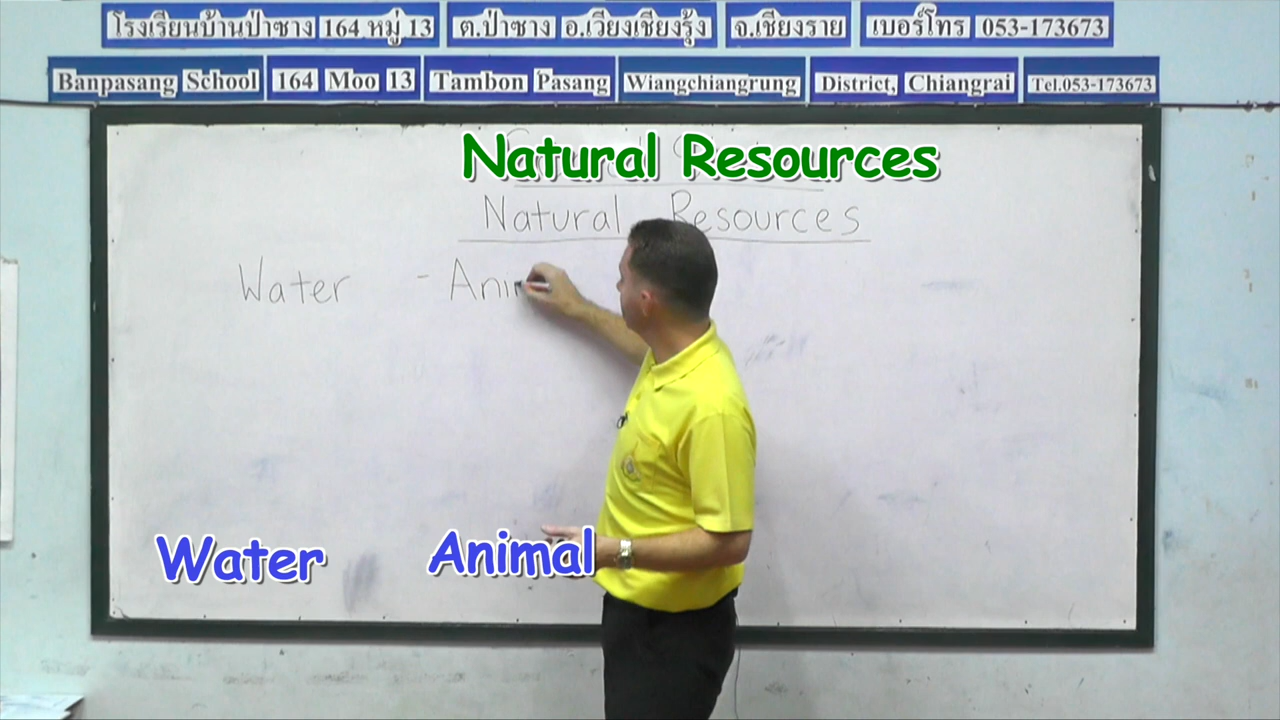 โรงเรียนบ้านป่าซาง 164 หมู่ 13 ต.ป่าซาง อ.เวียงเชียงรุ้ง จ.เชียงราย เบอร์โทร 053-173673
Banpasang School 164 Moo 13 Tambon Pasang Wiangchiangrung District, Chiangrai Tel.053-173673
Natural Resources
Natural Resources
Water - Ani
Water Animal